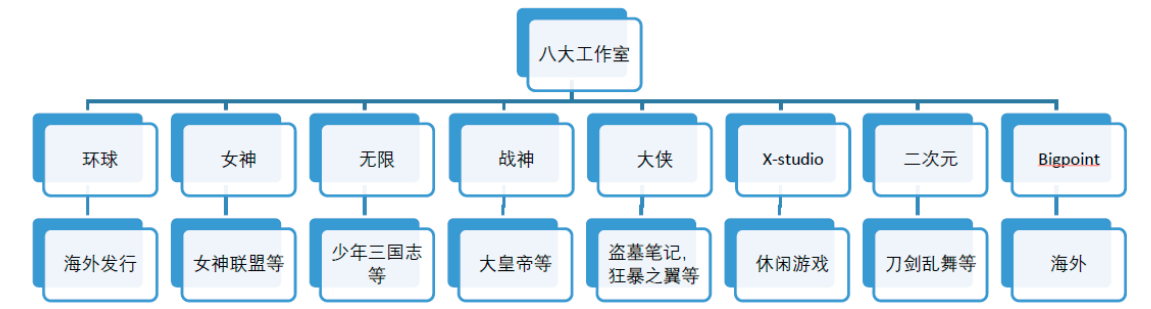 八大工作室
环球
女神
无限
战神
大侠
X-studio
二次元
Bigpoint
海外发行
女神联盟等
少年三国志
等
大皇帝等
盗墓笔记，
狂暴之翼等
休闲游戏
刀剑乱舞等
海外